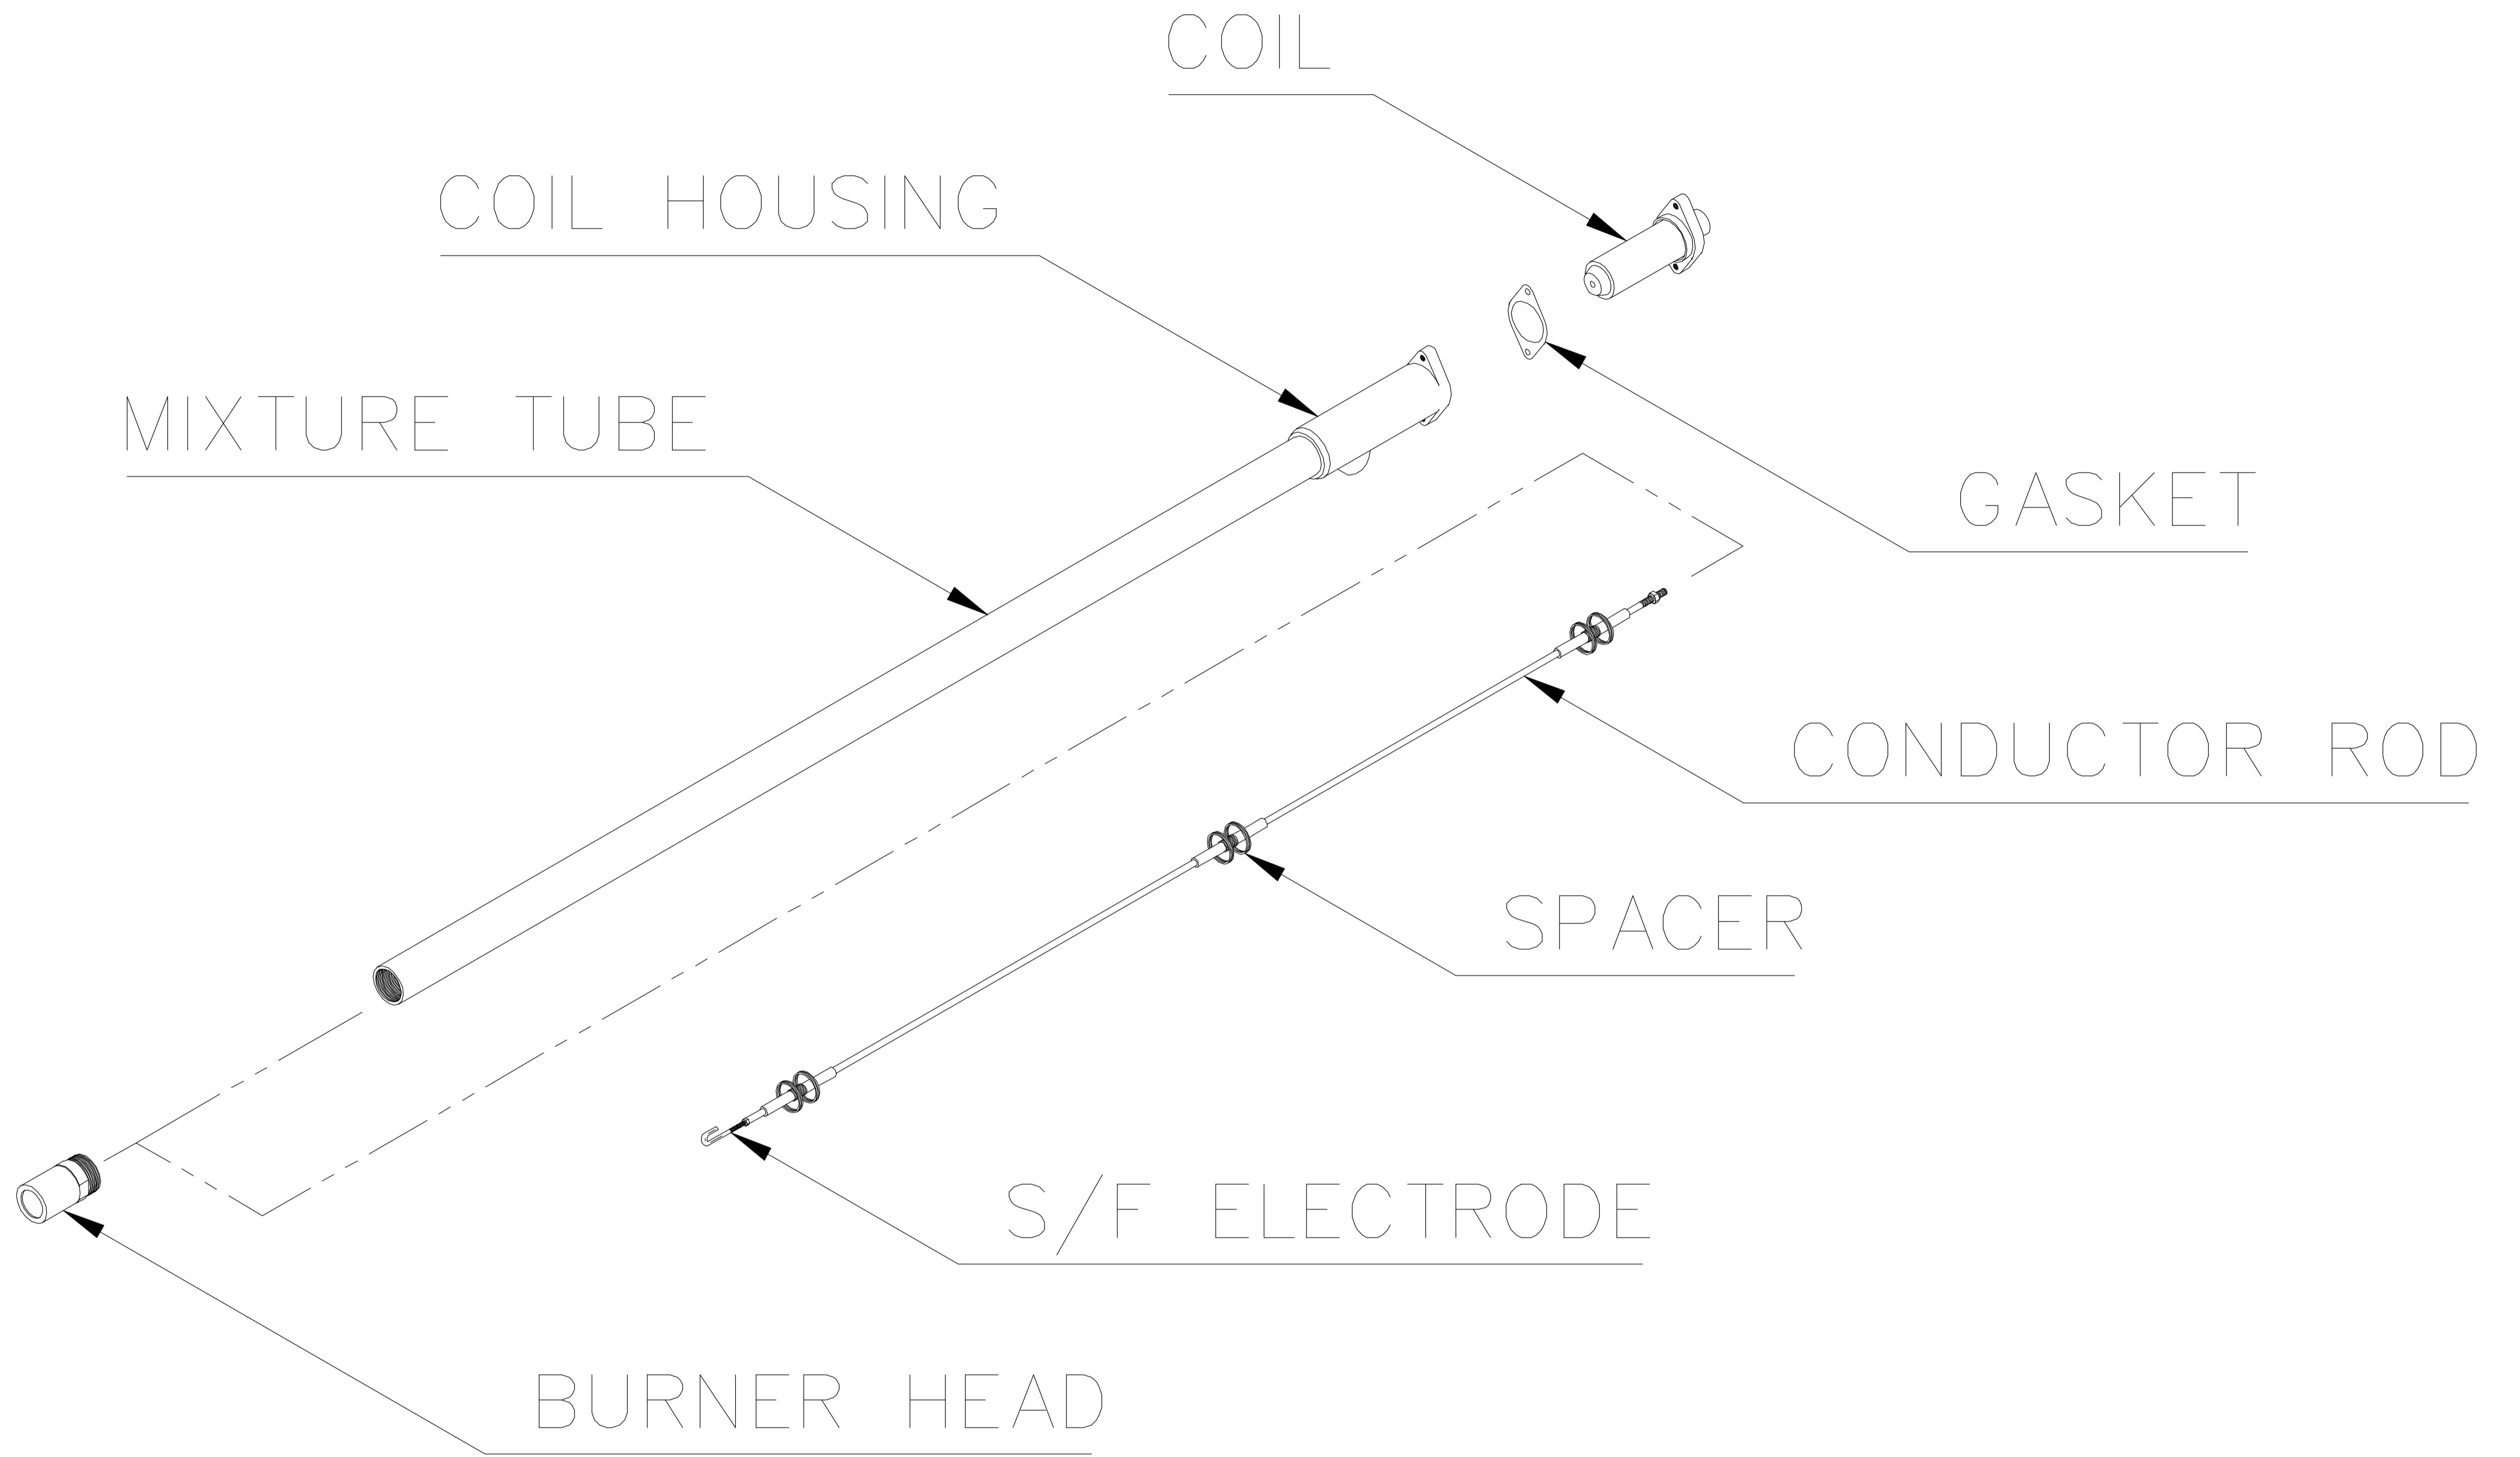 COIL
COIL HOUSING
MIXTURE TUBE
GASKET
CONDUCTOR ROD
SPACER
S/F ELECTRODE
BURNER HEAD